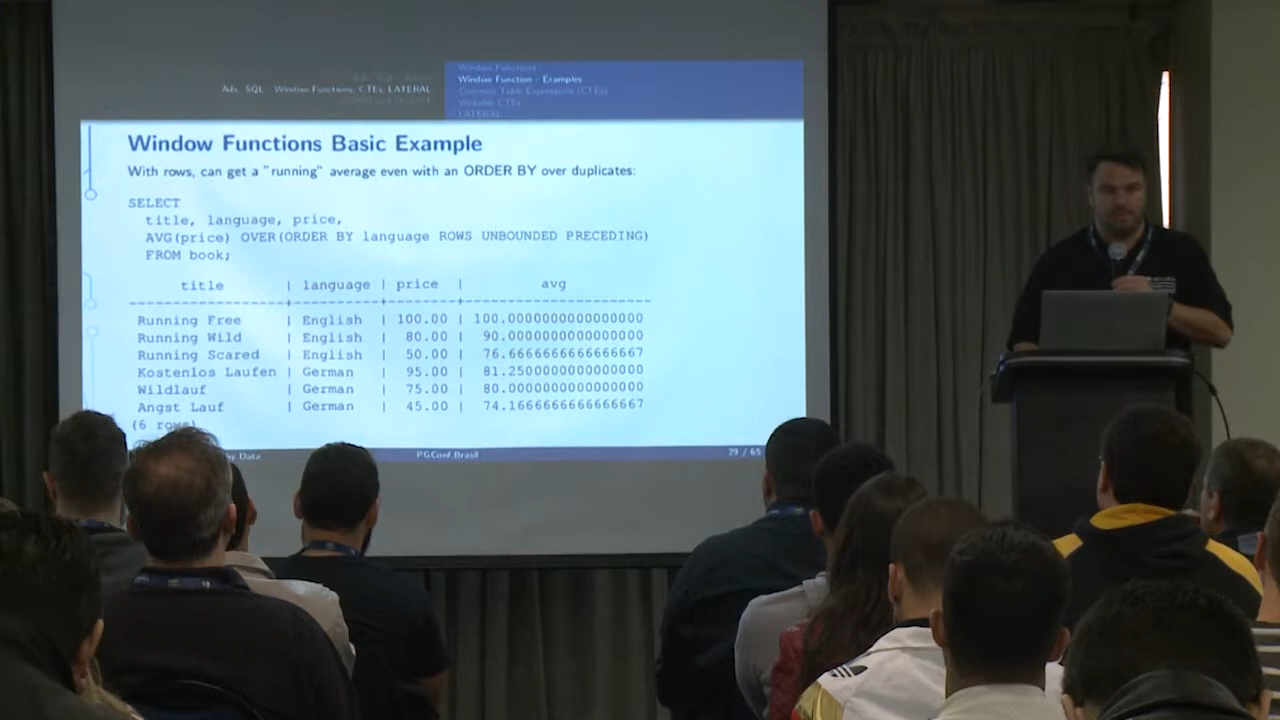 Window Functions
Adv. SQL - Window Functions, CTEs, LATERAL
Window Function - Examples
Common Table Expression (CTEs)
Writable CTEs
LATERAL
Window Functions Basic Example
With rows, can get a "running" average even with an ORDER BY over duplicates:
SELECT
title, language, price,
AVG(price) OVER(ORDER BY language ROWS UNBOUNDED PRECEDING)
FROM book;
title | language | price | avg
Running Free | English | 100.00 | 100.0000000000000000
Running Wild | English | 80.00 | 90.0000000000000000
Running Scared | English | 50.00 | 76.6666666666666667
Kostenlos Laufen | German | 95.00 | 81.2500000000000000
Wildlauf | German | 75.00 | 80.0000000000000000
Angst Lauf | German | 45.00 | 74.1666666666666667
(6 rows)
Data
PGConf.Brasil
29 / 65